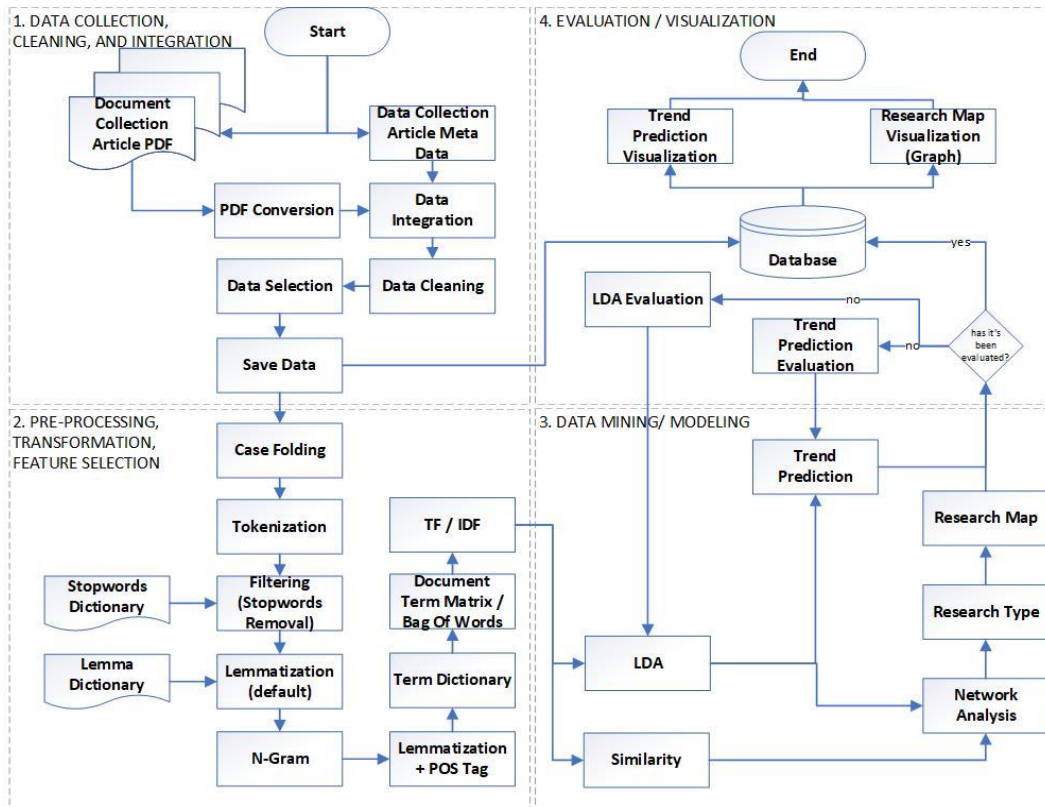 1. DATA COLLECTION,
CLEANING, AND INTEGRATION
Start
Document
Collection
Article PDF
Data Collection
Article Meta
Data
PDF Conversion
Data
Integration
Data Selection
Data Cleaning
Save Data
2. PRE-PROCESSING,
TRANSFORMATION,
FEATURE SELECTION
Case Folding
Tokenization
Stopwords
Dictionary
Filtering
(Stopwords
Removal)
Lemma
Dictionary
Lemmatization
(default)
N-Gram
TF / IDF
Document
Term Matrix /
Bag Of Words
Term Dictionary
Lemmatization
+ POS Tag
4. EVALUATION / VISUALIZATION
End
Trend
Prediction
Visualization
Research Map
Visualization
(Graph)
Database
yes
LDA Evaluation
no
Trend
Prediction
Evaluation
no
has it's
been
evaluated?
3. DATA MINING/ MODELING
Trend
Prediction
Research Map
Research Type
LDA
Network
Analysis
Similarity